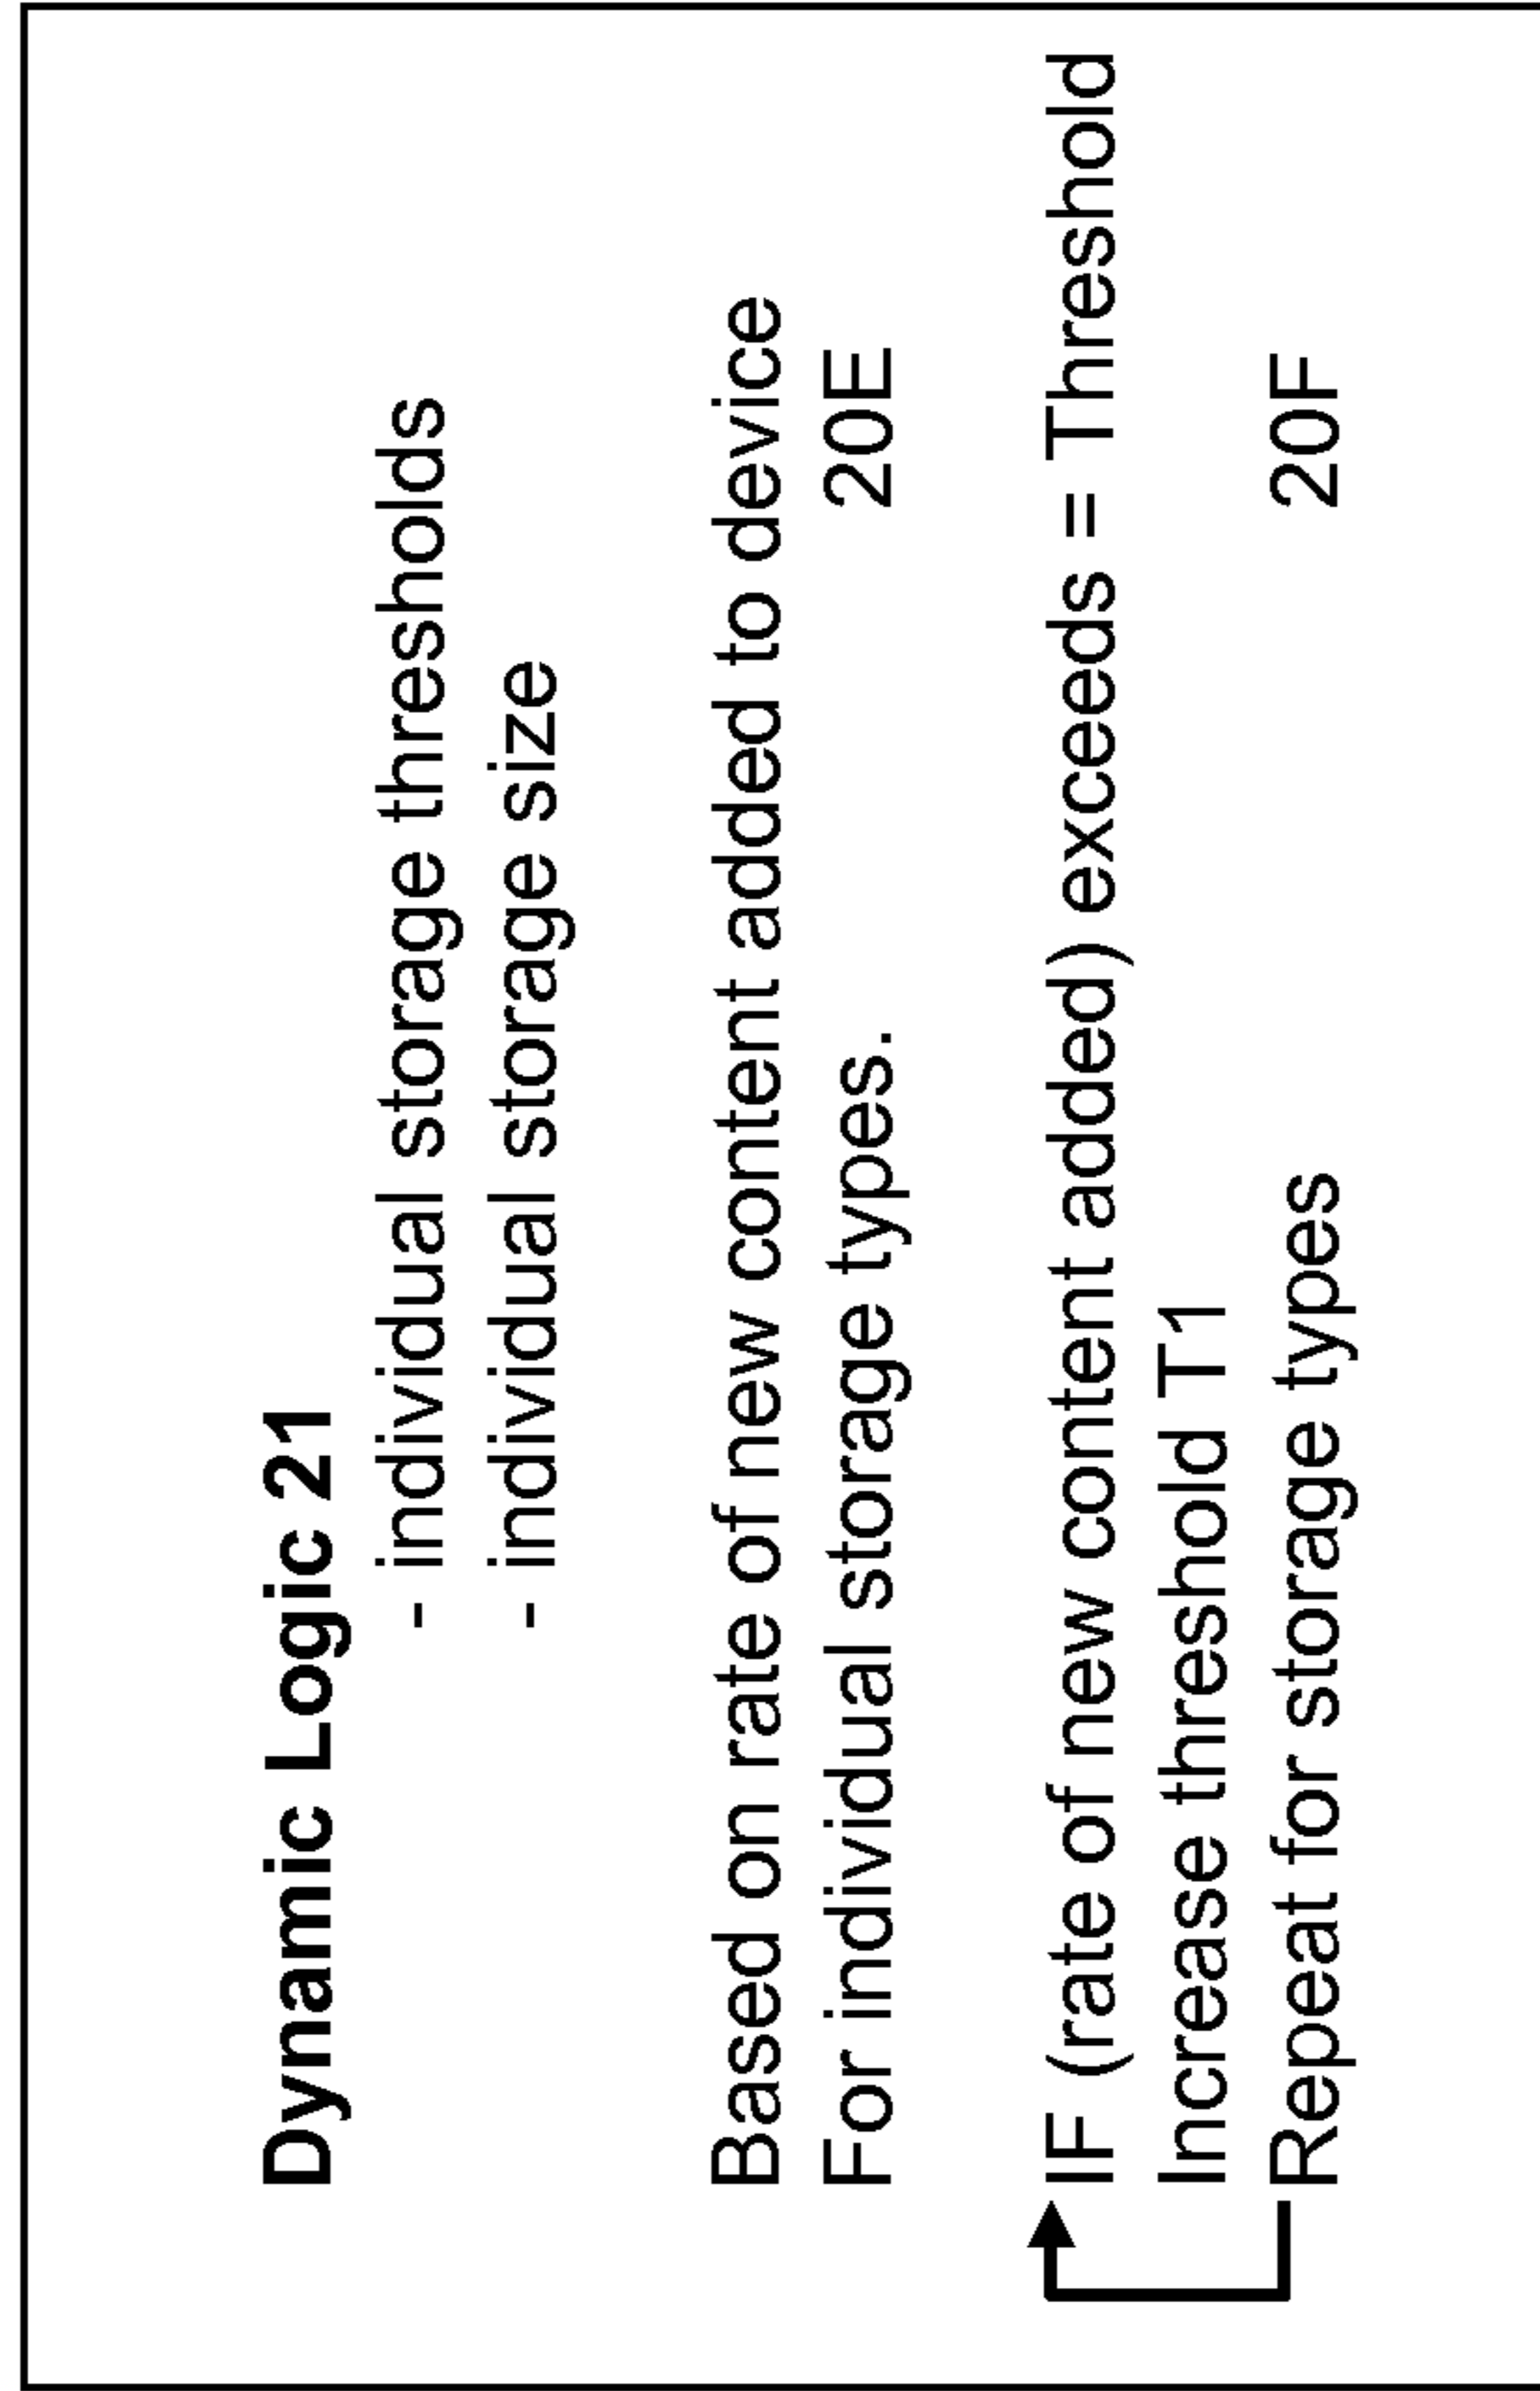 Dynamic Logic 21
- individual storage thresholds
- individual storage size
Based on rate of new content added to device
For individual storage types. 20E
IF (rate of new content added) exceeds = Threshold
Increase threshold T1
Repeat for storage types 20F